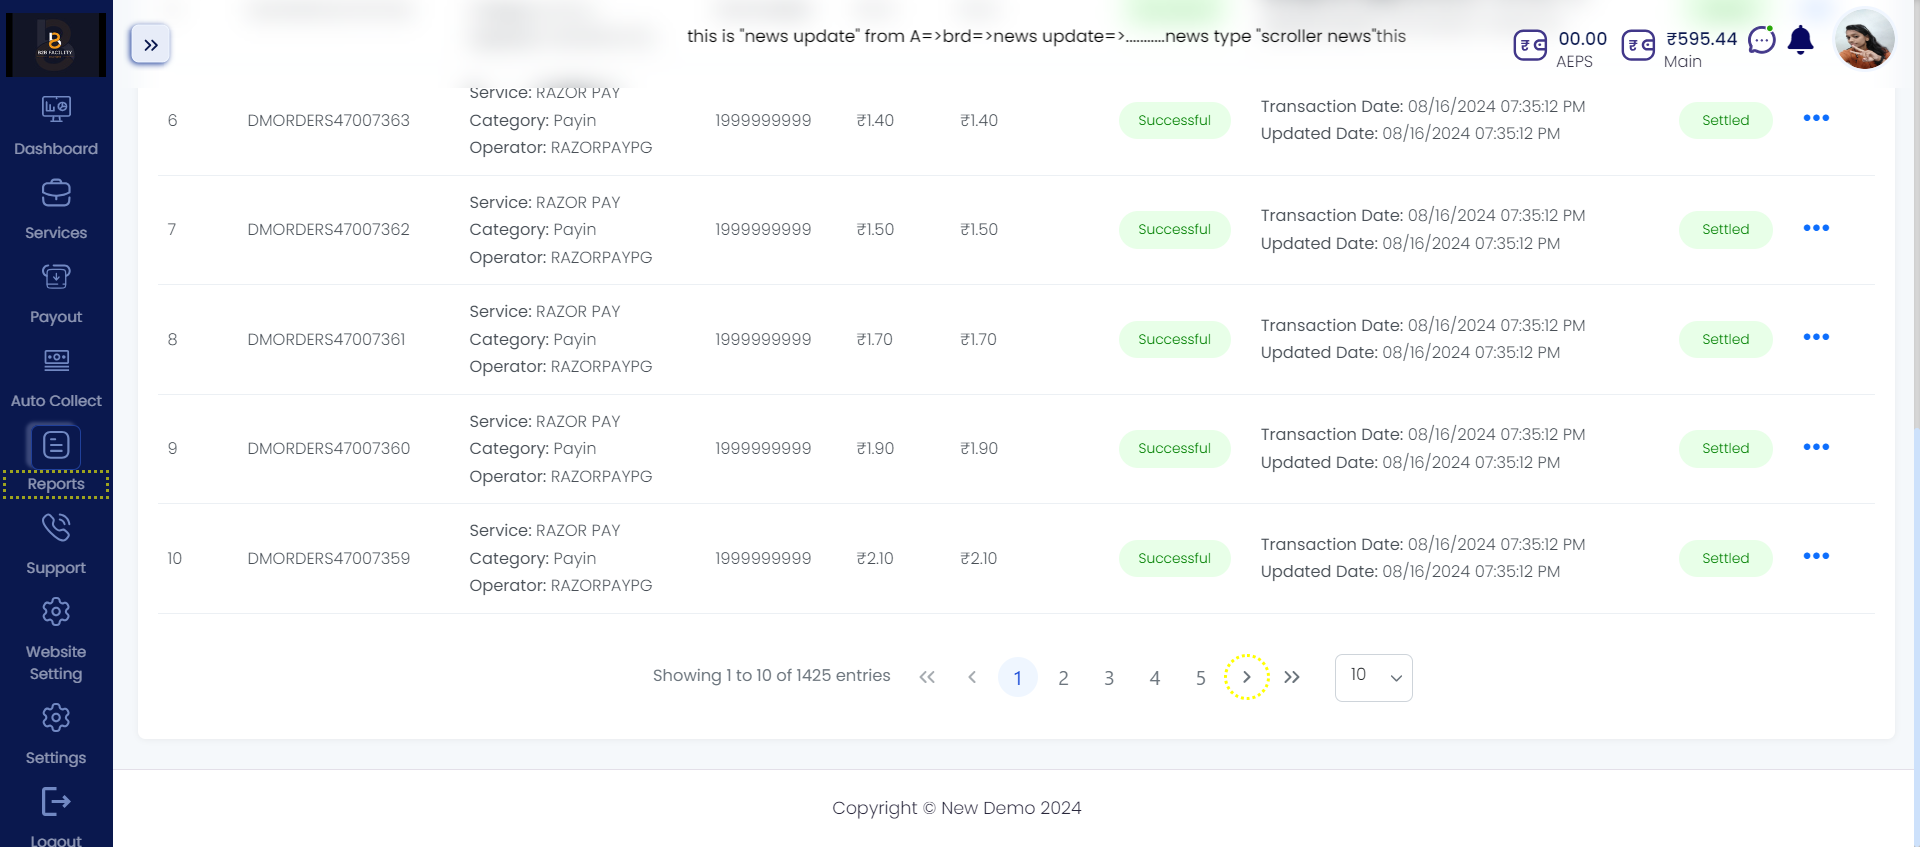 this is "news update" from A=>brd=>news update=>...........news type "scroller news"this
00.00
AEPS
₹595.44
Main
B2B FACILITY
Dashboard
Services
Payout
Auto Collect
Reports
Support
Website
Setting
Settings
Logout
6 DMORDERS47007363 Service: RAZOR PAY
Category: Payin
Operator: RAZORPAYPG 1999999999 ₹1.40 ₹1.40 Successful Transaction Date: 08/16/2024 07:35:12 PM
Updated Date: 08/16/2024 07:35:12 PM Settled
7 DMORDERS47007362 Service: RAZOR PAY
Category: Payin
Operator: RAZORPAYPG 1999999999 ₹1.50 ₹1.50 Successful Transaction Date: 08/16/2024 07:35:12 PM
Updated Date: 08/16/2024 07:35:12 PM Settled
8 DMORDERS47007361 Service: RAZOR PAY
Category: Payin
Operator: RAZORPAYPG 1999999999 ₹1.70 ₹1.70 Successful Transaction Date: 08/16/2024 07:35:12 PM
Updated Date: 08/16/2024 07:35:12 PM Settled
9 DMORDERS47007360 Service: RAZOR PAY
Category: Payin
Operator: RAZORPAYPG 1999999999 ₹1.90 ₹1.90 Successful Transaction Date: 08/16/2024 07:35:12 PM
Updated Date: 08/16/2024 07:35:12 PM Settled
10 DMORDERS47007359 Service: RAZOR PAY
Category: Payin
Operator: RAZORPAYPG 1999999999 ₹2.10 ₹2.10 Successful Transaction Date: 08/16/2024 07:35:12 PM
Updated Date: 08/16/2024 07:35:12 PM Settled
Showing 1 to 10 of 1425 entries 1 2 3 4 5 10
Copyright © New Demo 2024